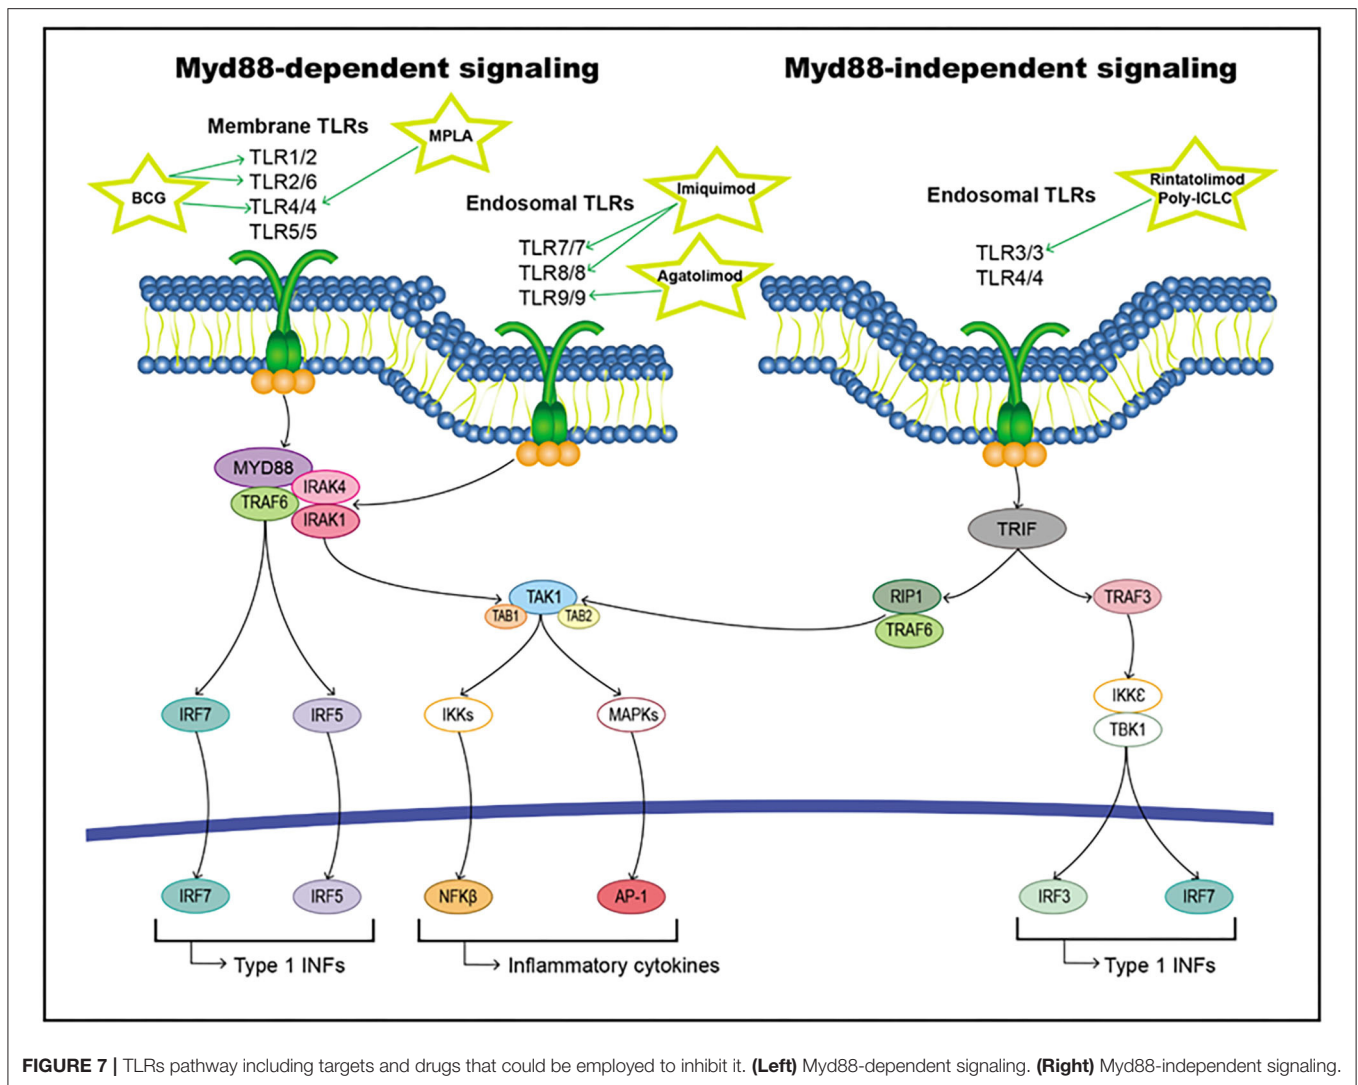 Myd88-dependent signaling
Myd88-independent signaling
Membrane TLRs
TLR1/2
TLR2/6
TLR4/4
TLR5/5
BCG
MPLA
Endosomal TLRs
TLR7/7
TLR8/8
TLR9/9
Imiquimod
Agatolimod
Endosomal TLRs
TLR3/3
TLR4/4
Rintatolimod
Poly-ICLC
MYD88
IRAK4
TRAF6
IRAK1
TRIF
TAK1
TAB1
TAB2
RIP1
TRAF6
TRAF3
IRF7
IRF5
IKKs
MAPKs
IKKƐ
TBK1
IRF7
IRF5
NFKβ
AP-1
IRF3
IRF7
Type 1 INFs
Inflammatory cytokines
Type 1 INFs
FIGURE 7 | TLRs pathway including targets and drugs that could be employed to inhibit it. (Left) Myd88-dependent signaling. (Right) Myd88-independent signaling.